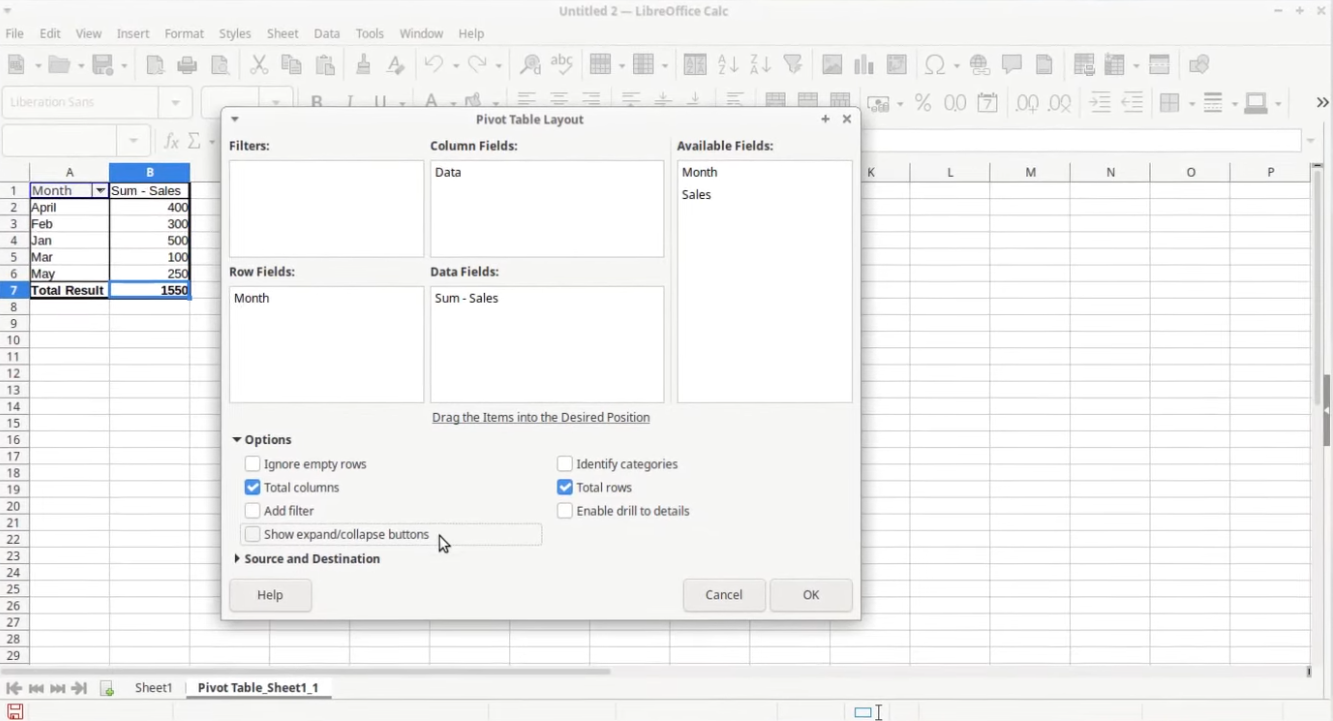 Untitled 2 — LibreOffice Calc
File Edit View Insert Format Styles Sheet Data Tools Window Help
Liberation Sans
Pivot Table Layout
Filters: Column Fields: Available Fields:
Data
Month
Sales
Row Fields: Data Fields:
Month Sum - Sales
Drag the Items into the Desired Position
Options
Ignore empty rows Identify categories
Total columns Total rows
Add filter Enable drill to details
Show expand/collapse buttons
Source and Destination
Help Cancel OK
A B K L M N O P
1 Month Sum - Sales
2 April 400
3 Feb 300
4 Jan 500
5 Mar 100
6 May 250
7 Total Result 1550
8
9
10
11
12
13
14
15
16
17
18
19
20
21
22
23
24
25
26
27
28
29
Sheet1 Pivot Table_Sheet1_1